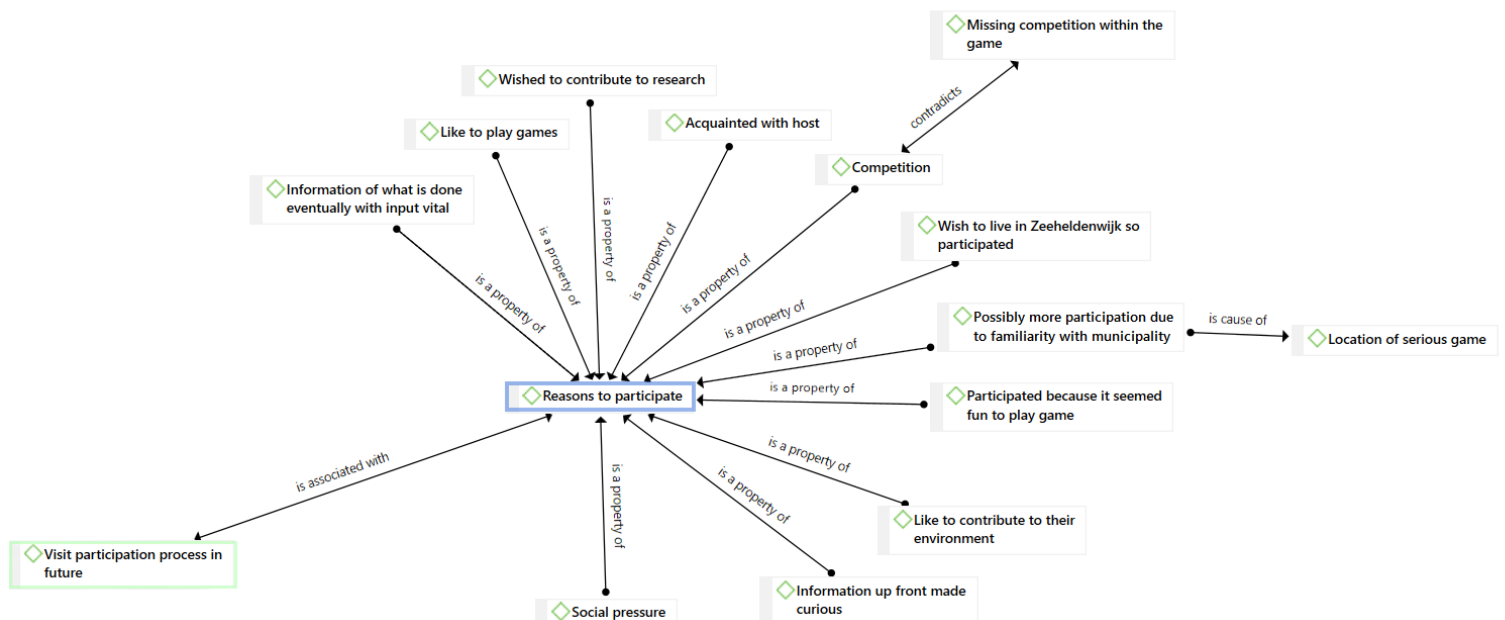 Missing competition within the
game
contradicts
Wished to contribute to research
Like to play games
Acquainted with host
Competition
Information of what is done
eventually with input vital
Wish to live in Zeeheldenwijk so
participated
is a property of
is a property of
is a property of
is a property of
is a property of
is a property of
Possibly more participation due
to familiarity with municipality
is cause of
Location of serious game
is a property of
is a property of
Reasons to participate
Participated because it seemed
fun to play game
is associated with
is a property of
is a property of
is a property of
Like to contribute to their
environment
Visit participation process in
future
Information up front made
curious
Social pressure